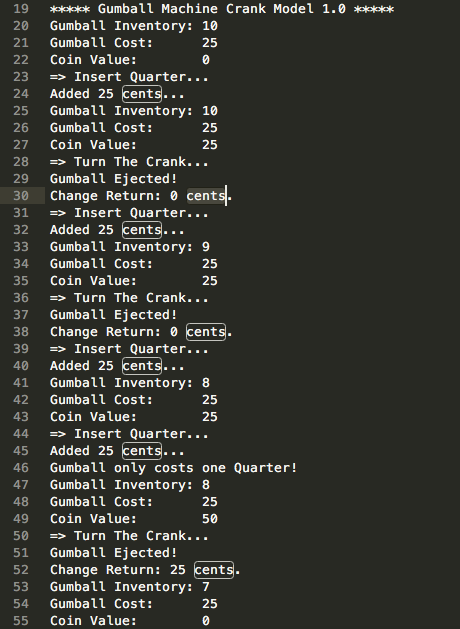 19 ***** Gumball Machine Crank Model 1.0 *****
20 Gumball Inventory: 10
21 Gumball Cost: 25
22 Coin Value: 0
23 => Insert Quarter...
24 Added 25 cents...
25 Gumball Inventory: 10
26 Gumball Cost: 25
27 Coin Value: 25
28 => Turn The Crank...
29 Gumball Ejected!
30 Change Return: 0 cents.
31 => Insert Quarter...
32 Added 25 cents...
33 Gumball Inventory: 9
34 Gumball Cost: 25
35 Coin Value: 25
36 => Turn The Crank...
37 Gumball Ejected!
38 Change Return: 0 cents.
39 => Insert Quarter...
40 Added 25 cents...
41 Gumball Inventory: 8
42 Gumball Cost: 25
43 Coin Value: 25
44 => Insert Quarter...
45 Added 25 cents...
46 Gumball only costs one Quarter!
47 Gumball Inventory: 8
48 Gumball Cost: 25
49 Coin Value: 50
50 => Turn The Crank...
51 Gumball Ejected!
52 Change Return: 25 cents.
53 Gumball Inventory: 7
54 Gumball Cost: 25
55 Coin Value: 0